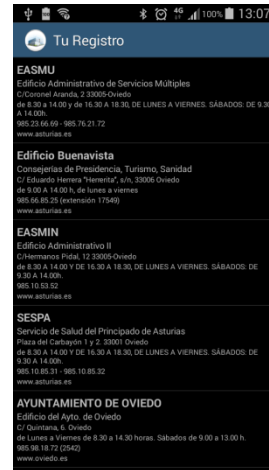 4G 100% 13:07
Tu Registro
EASMU
Edificio Administrativo de Servicios Múltiples
C/Coronel Aranda, 2 33005-Oviedo
de 8.30 a 14.00 y de 16.30 A 18.30, DE LUNES A VIERNES. SÁBADOS: DE 9.30
A 14.00h.
985.23.66.69 - 985.76.21.72
www.asturias.es
Edificio Buenavista
Consejerías de Presidencia, Turismo, Sanidad
C/ Eduardo Herrera "Herrerita", s/n, 33006 Oviedo
de 9.00 A 14.00 h, de lunes a viernes
985.66.85.25 (extensión 17549)
www.asturias.es
EASMIN
Edificio Administrativo II
C/Hermanos Pidal, 12 33005-Oviedo
de 8.30 A 14.00 Y DE 16.30 A 18.30, DE LUNES A VIERNES. SÁBADOS: DE
9.30 A 14.00h.
985.10.53.52
www.asturias.es
SESPA
Servicio de Salud del Principado de Asturias
Plaza del Carbayón 1 y 2. 33001 Oviedo
de 8.30 A 14.00 Y DE 16.30 A 18.30, DE LUNES A VIERNES. SÁBADOS: DE
9.30 A 14.00h.
985.10.85.31 - 985.10.85.32
www.asturias.es
AYUNTAMIENTO DE OVIEDO
Edificio del Ayto. de Oviedo
C/ Quintana, 6. Oviedo
de Lunes a Viernes de 8.30 a 14.30 horas. Sábados de 9.00 a 13.00 h.
985.98.18.72 (2542)
www.oviedo.es